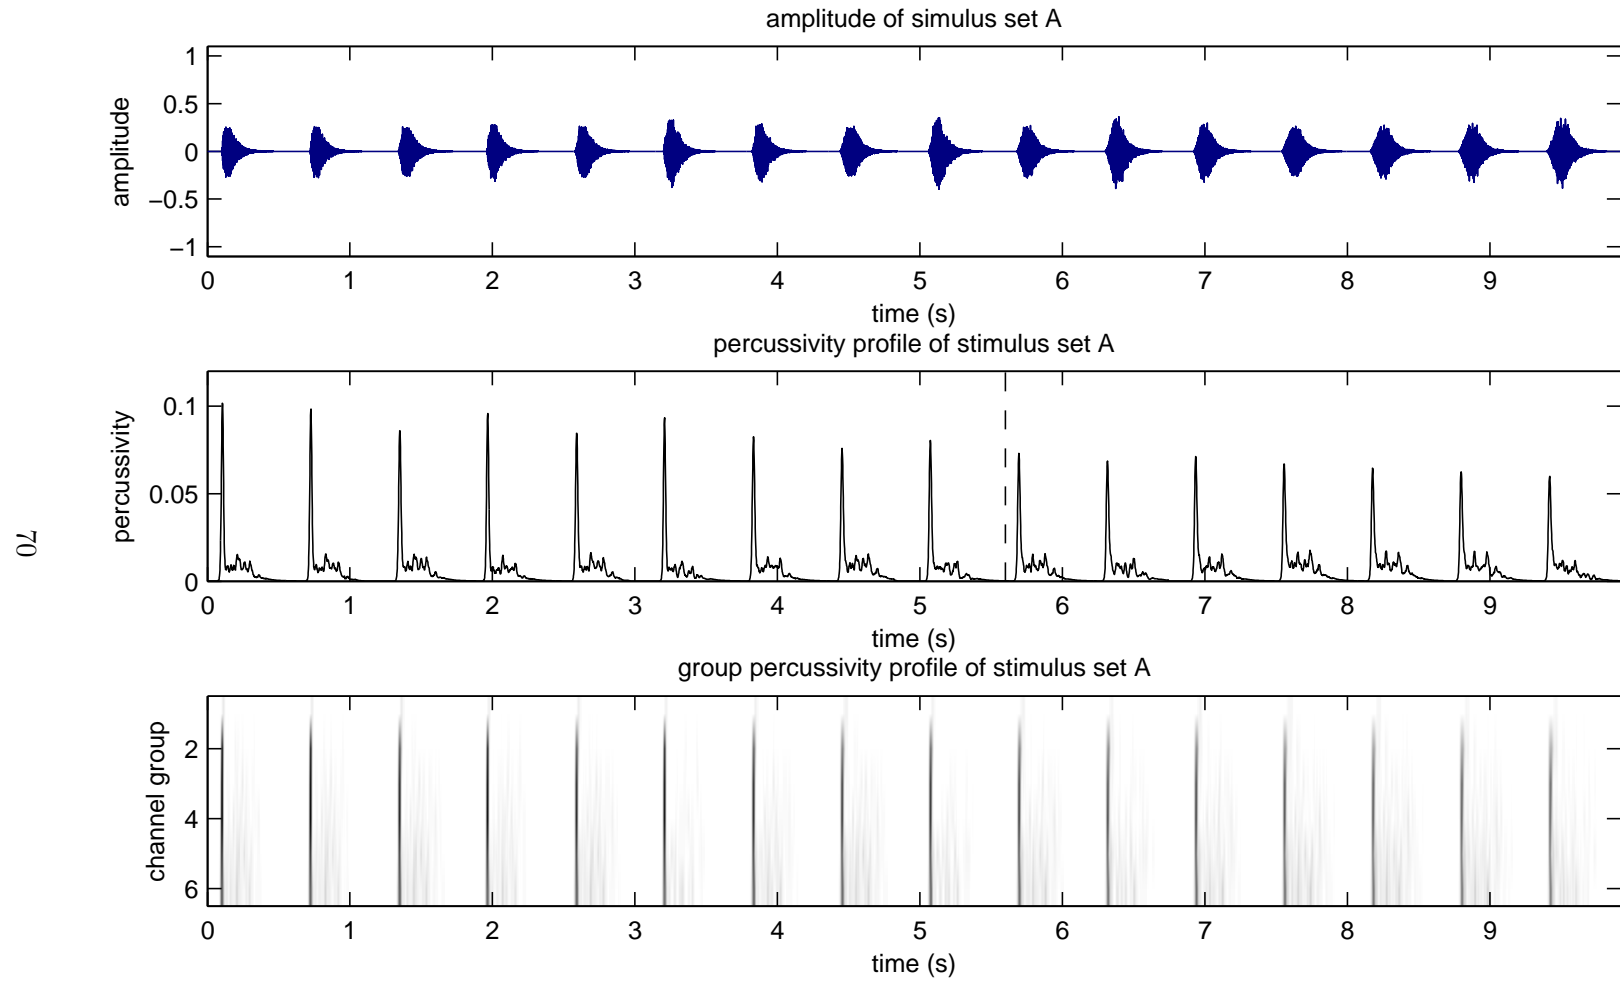 amplitude of simulus set A
1
0.5
0
−0.5
−1
amplitude
0 1 2 3 4 5 6 7 8 9
time (s)
percussivity profile of stimulus set A
0.1
0.05
0
percussivity
0 1 2 3 4 5 6 7 8 9
time (s)
group percussivity profile of stimulus set A
2
4
6
channel group
0 1 2 3 4 5 6 7 8 9
time (s)
70